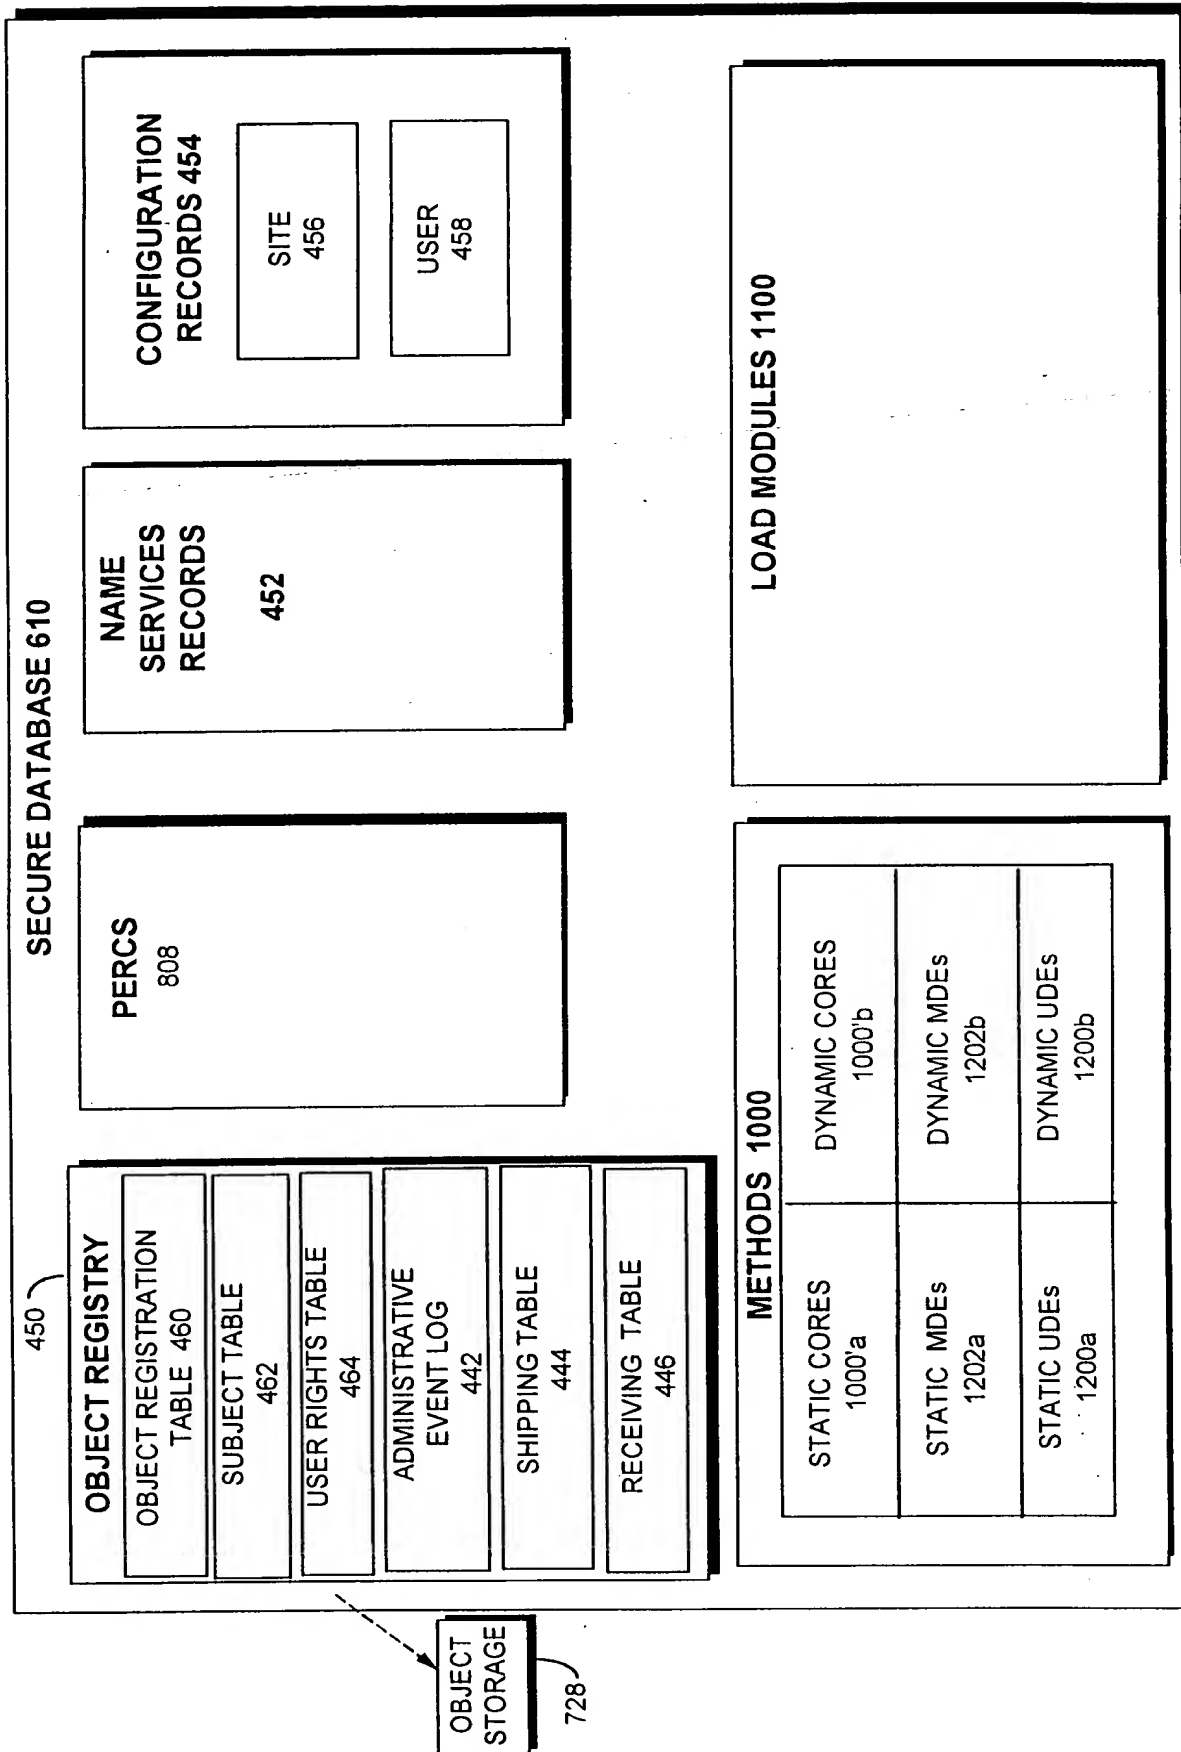 SECURE DATABASE 610
450
OBJECT REGISTRY
OBJECT REGISTRATION
TABLE 460
SUBJECT TABLE
462
USER RIGHTS TABLE
464
ADMINISTRATIVE
EVENT LOG
442
SHIPPING TABLE
444
RECEIVING TABLE
446
PERCS
808
NAME
SERVICES
RECORDS
452
CONFIGURATION
RECORDS 454
SITE
456
USER
458
OBJECT
STORAGE
728
METHODS 1000
STATIC CORES
1000'a
DYNAMIC CORES
1000'b
STATIC MDEs
1202a
DYNAMIC MDEs
1202b
STATIC UDEs
1200a
DYNAMIC UDEs
1200b
LOAD MODULES 1100